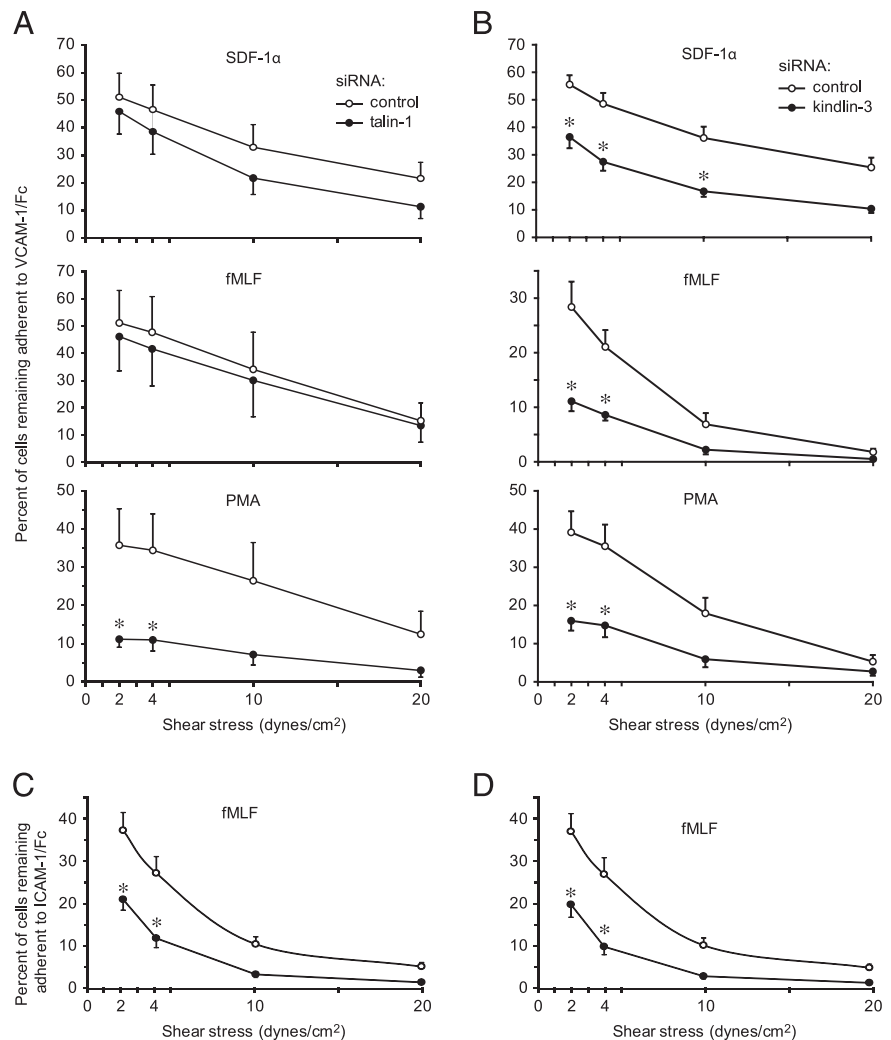 A
SDF-1α
siRNA:
control
talin-1
70
60
50
40
30
20
10
0
B
SDF-1α
siRNA:
control
kindlin-3
70
60
50
40
30
20
10
0
*
*
*
Percent of cells remaining adherent to VCAM-1/Fc
fMLF
70
60
50
40
30
20
10
0
fMLF
30
20
10
0
*
*
PMA
50
40
30
20
10
0
*
*
0 2 4 10 20
Shear stress (dynes/cm²)
PMA
50
40
30
20
10
0
*
*
0 2 4 10 20
Shear stress (dynes/cm²)
C
fMLF
Percent of cells remaining
adherent to ICAM-1/Fc
40
30
20
10
0
*
*
0 2 4 10 20
Shear stress (dynes/cm²)
D
fMLF
40
30
20
10
0
*
*
0 2 4 10 20
Shear stress (dynes/cm²)